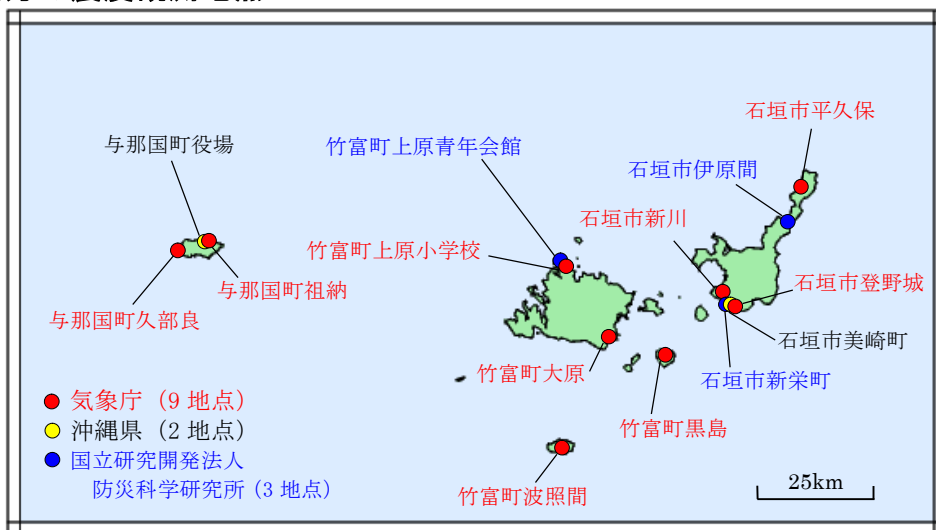 石垣市平久保
与那国町役場
竹富町上原青年会館
石垣市伊原間
石垣市新川
竹富町上原小学校
与那国町祖納
石垣市登野城
与那国町久部良
石垣市美崎町
竹富町大原
石垣市新栄町
気象庁(9 地点)
竹富町黒島
沖縄県(2 地点)
国立研究開発法人
防災科学研究所(3 地点)
竹富町波照間
25km